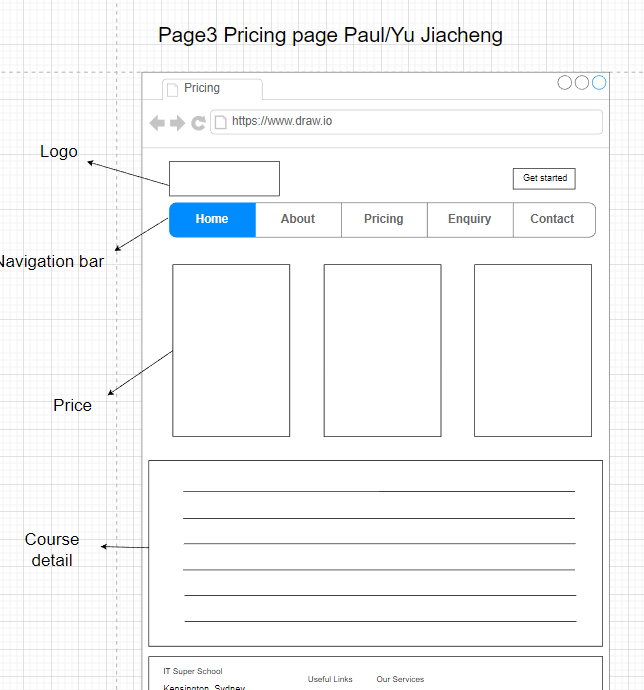 Page3 Pricing page Paul/Yu Jiacheng
Pricing
https://www.draw.io
Logo
Get started
Home About Pricing Enquiry Contact
Navigation bar
Price
Course
detail
IT Super School
Useful Links Our Services
Kensington, Sydney